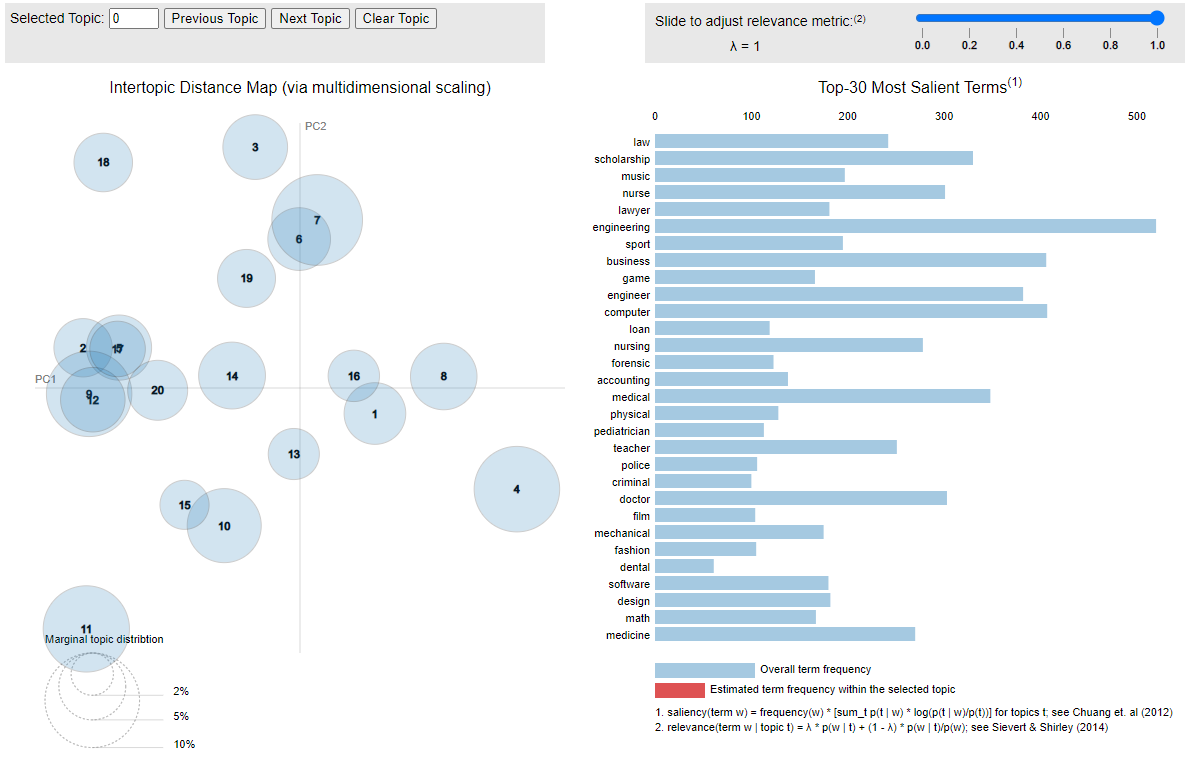 Selected Topic: 0 Previous Topic Next Topic Clear Topic
Slide to adjust relevance metric:(2)
λ = 1
0.0 0.2 0.4 0.6 0.8 1.0
Intertopic Distance Map (via multidimensional scaling)
PC2
PC1
18
3
7
6
19
2
17
5
9
12
20
14
16
8
1
13
4
15
10
11
Marginal topic distribtion
2%
5%
10%
Top-30 Most Salient Terms(1)
0 100 200 300 400 500
law
scholarship
music
nurse
lawyer
engineering
sport
business
game
engineer
computer
loan
nursing
forensic
accounting
medical
physical
pediatrician
teacher
police
criminal
doctor
film
mechanical
fashion
dental
software
design
math
medicine
Overall term frequency
Estimated term frequency within the selected topic
1. saliency(term w) = frequency(w) * [sum_t p(t | w) * log(p(t | w)/p(t))] for topics t; see Chuang et. al (2012)
2. relevance(term w | topic t) = λ * p(w | t) + (1 - λ) * p(w | t)/p(w); see Sievert & Shirley (2014)